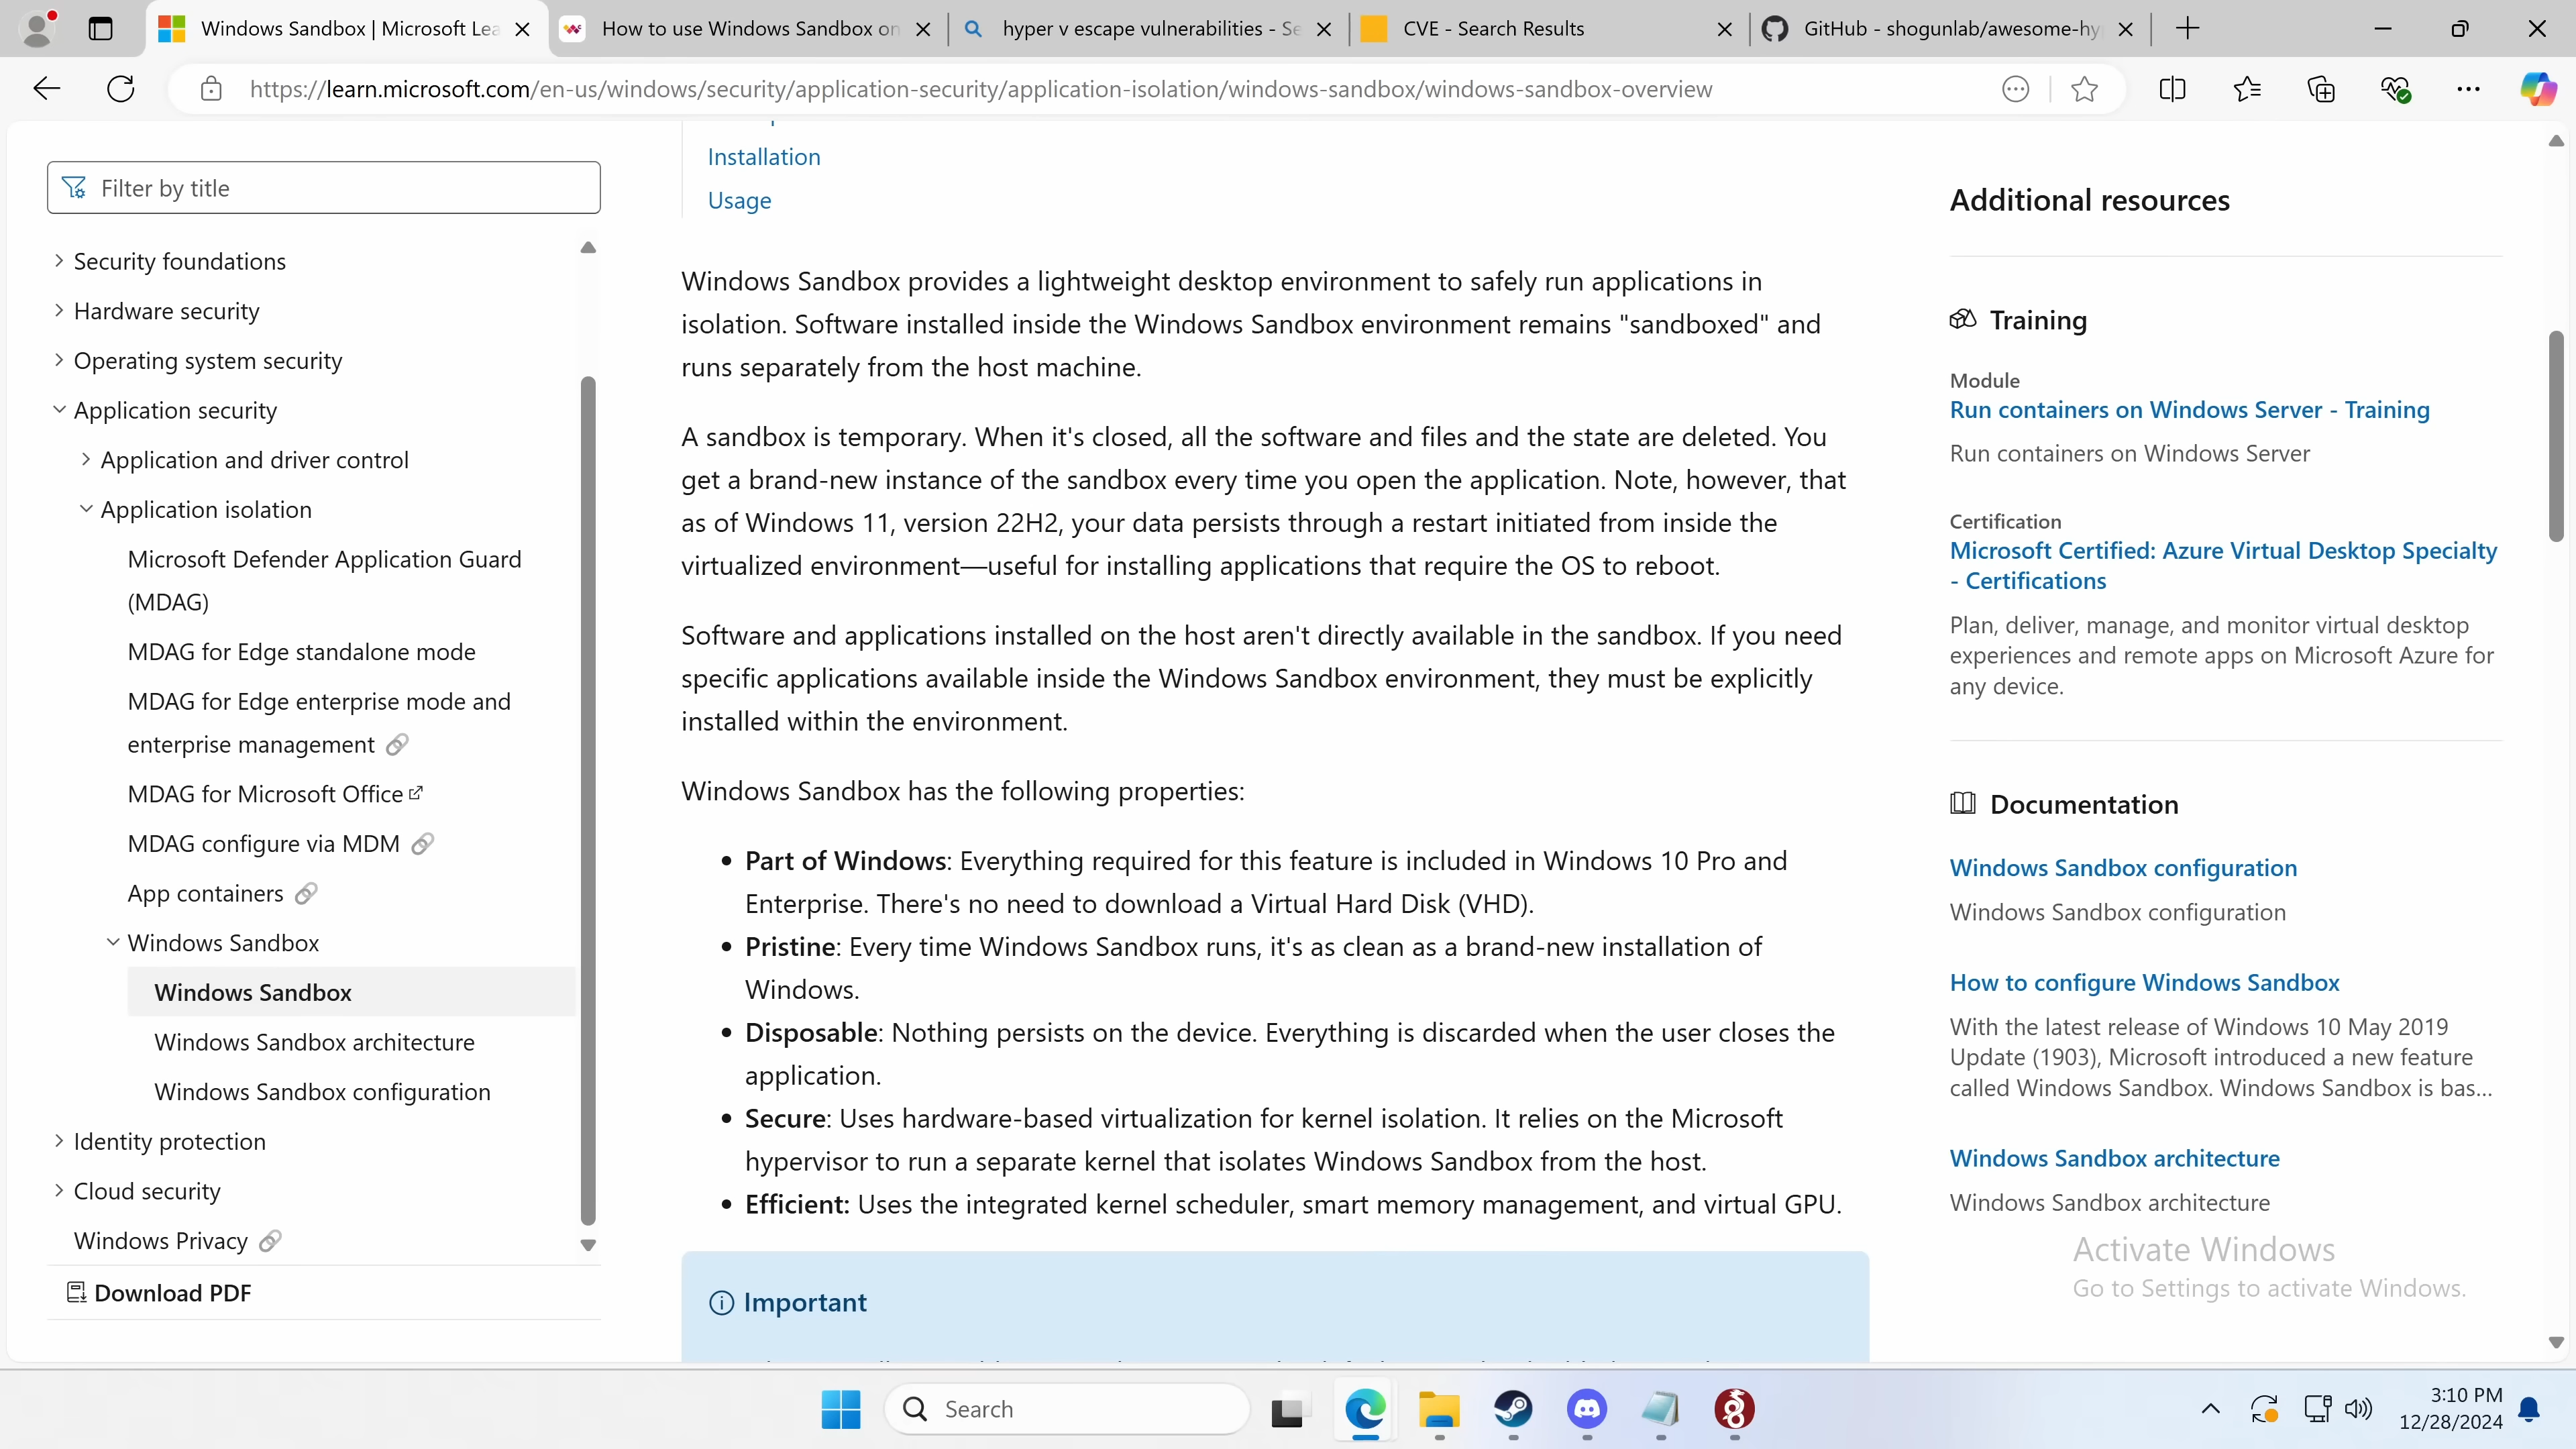 Windows Sandbox | Microsoft Lea
How to use Windows Sandbox on
hyper v escape vulnerabilities - Se
CVE - Search Results
GitHub - shogunlab/awesome-hyp
https://learn.microsoft.com/en-us/windows/security/application-security/application-isolation/windows-sandbox/windows-sandbox-overview
Filter by title
Security foundations
Hardware security
Operating system security
Application security
Application and driver control
Application isolation
Microsoft Defender Application Guard
(MDAG)
MDAG for Edge standalone mode
MDAG for Edge enterprise mode and
enterprise management
MDAG for Microsoft Office
MDAG configure via MDM
App containers
Windows Sandbox
Windows Sandbox
Windows Sandbox architecture
Windows Sandbox configuration
Identity protection
Cloud security
Windows Privacy
Download PDF
Installation
Usage
Windows Sandbox provides a lightweight desktop environment to safely run applications in
isolation. Software installed inside the Windows Sandbox environment remains "sandboxed" and
runs separately from the host machine.
A sandbox is temporary. When it's closed, all the software and files and the state are deleted. You
get a brand-new instance of the sandbox every time you open the application. Note, however, that
as of Windows 11, version 22H2, your data persists through a restart initiated from inside the
virtualized environment—useful for installing applications that require the OS to reboot.
Software and applications installed on the host aren't directly available in the sandbox. If you need
specific applications available inside the Windows Sandbox environment, they must be explicitly
installed within the environment.
Windows Sandbox has the following properties:
• Part of Windows: Everything required for this feature is included in Windows 10 Pro and
Enterprise. There's no need to download a Virtual Hard Disk (VHD).
• Pristine: Every time Windows Sandbox runs, it's as clean as a brand-new installation of
Windows.
• Disposable: Nothing persists on the device. Everything is discarded when the user closes the
application.
• Secure: Uses hardware-based virtualization for kernel isolation. It relies on the Microsoft
hypervisor to run a separate kernel that isolates Windows Sandbox from the host.
• Efficient: Uses the integrated kernel scheduler, smart memory management, and virtual GPU.
Important
Additional resources
Training
Module
Run containers on Windows Server - Training
Run containers on Windows Server
Certification
Microsoft Certified: Azure Virtual Desktop Specialty
- Certifications
Plan, deliver, manage, and monitor virtual desktop
experiences and remote apps on Microsoft Azure for
any device.
Documentation
Windows Sandbox configuration
Windows Sandbox configuration
How to configure Windows Sandbox
With the latest release of Windows 10 May 2019
Update (1903), Microsoft introduced a new feature
called Windows Sandbox. Windows Sandbox is bas...
Windows Sandbox architecture
Windows Sandbox architecture
Activate Windows
Go to Settings to activate Windows.
Search
3:10 PM
12/28/2024